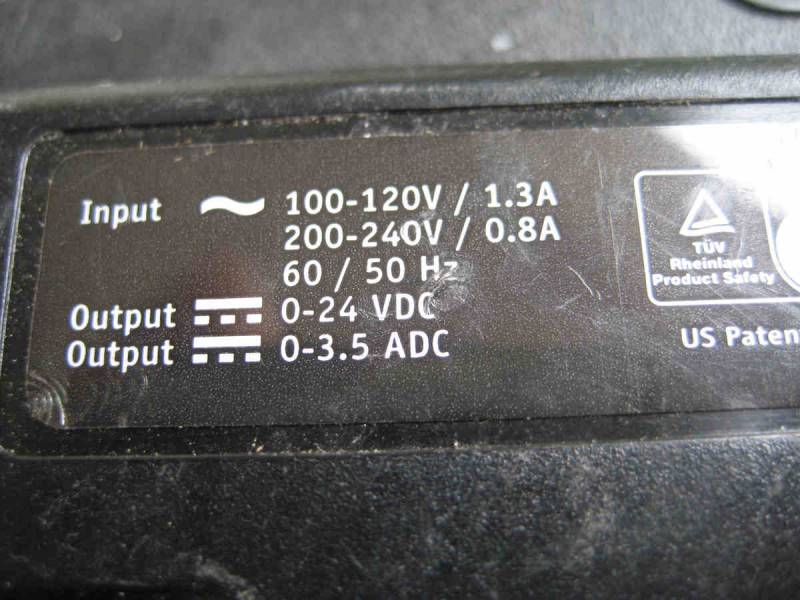 Input 100-120V / 1.3A
200-240V / 0.8A
60 / 50 Hz
Output 0-24 VDC
Output 0-3.5 ADC
TÜV
Rheinland
Product Safety
US Paten